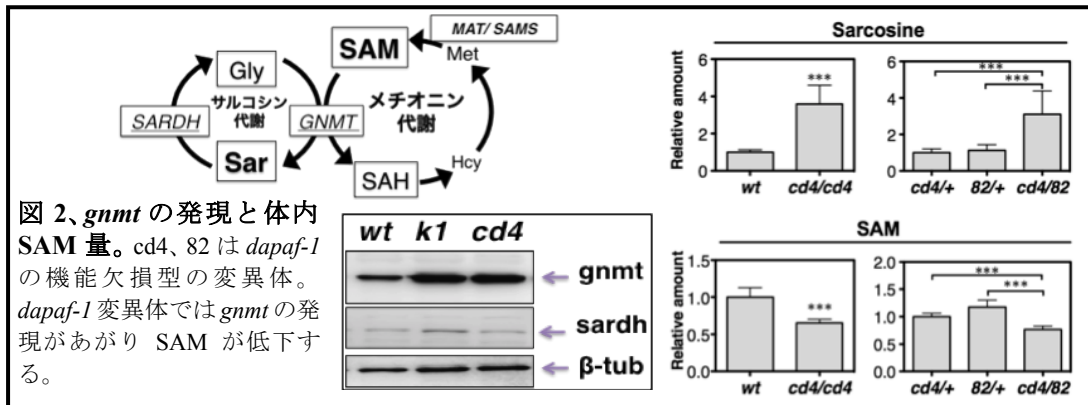 MAT/ SAMS
SAM
Met
Gly
サルコシン
代謝
メチオニン
代謝
SARDH
GNMT
Sar
SAH
Hcy
図 2、gnmt の発現と体内
SAM 量。cd4、82 は dapaf-1
の機能欠損型の変異体。
dapaf-1 変異体では gnmt の発
現があがり SAM が低下す
る。
wt k1 cd4
gnmt
sardh
β-tub
Sarcosine
Relative amount
6
4
2
0
***
wt cd4/cd4
6
4
2
0
***
***
cd4/+ 82/+ cd4/82
SAM
Relative amount
1.5
1.0
0.5
0.0
***
wt cd4/cd4
2.0
1.5
1.0
0.5
0.0
***
***
cd4/+ 82/+ cd4/82